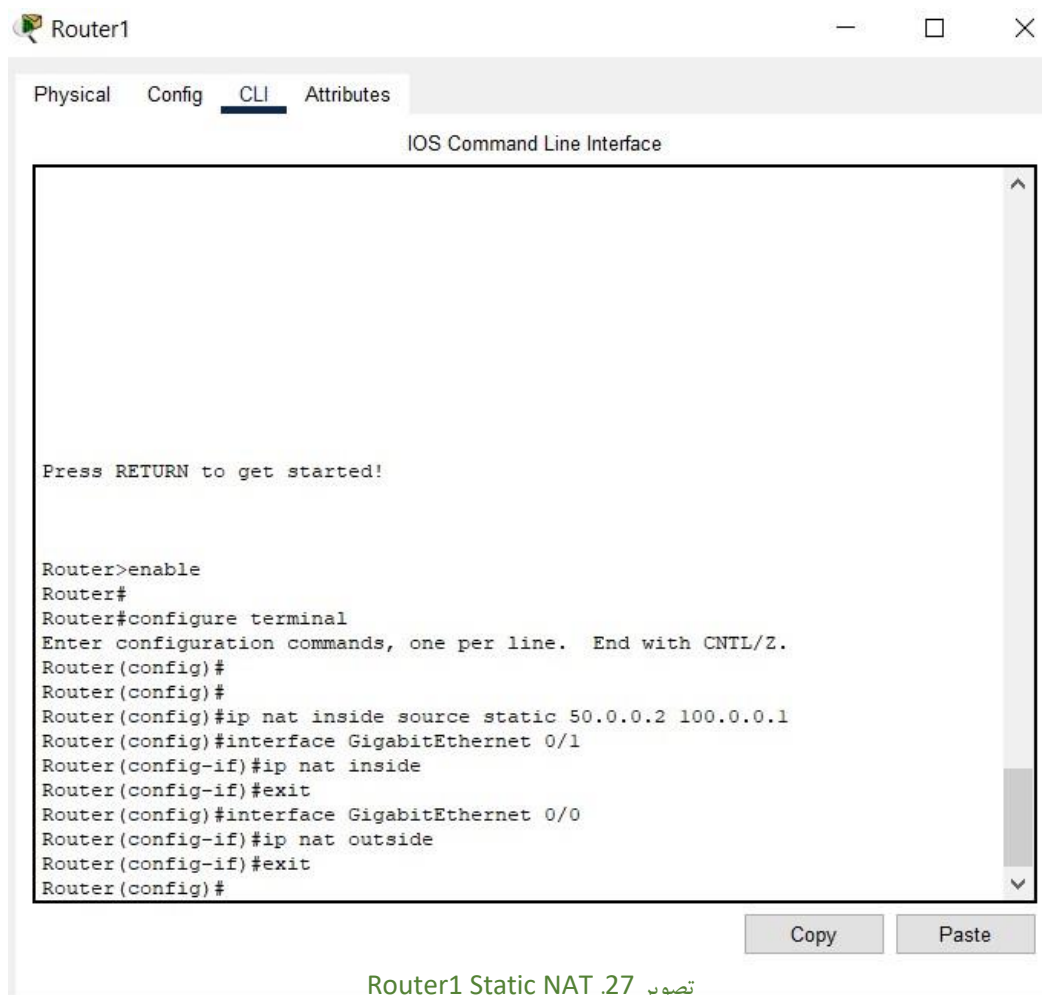 Router1
Physical Config CLI Attributes
IOS Command Line Interface
Press RETURN to get started!
Router>enable
Router#
Router#configure terminal
Enter configuration commands, one per line.  End with CNTL/Z.
Router(config)#
Router(config)#
Router(config)#ip nat inside source static 50.0.0.2 100.0.0.1
Router(config)#interface GigabitEthernet 0/1
Router(config-if)#ip nat inside
Router(config-if)#exit
Router(config)#interface GigabitEthernet 0/0
Router(config-if)#ip nat outside
Router(config-if)#exit
Router(config)#
Copy Paste
تصویر 27. Router1 Static NAT